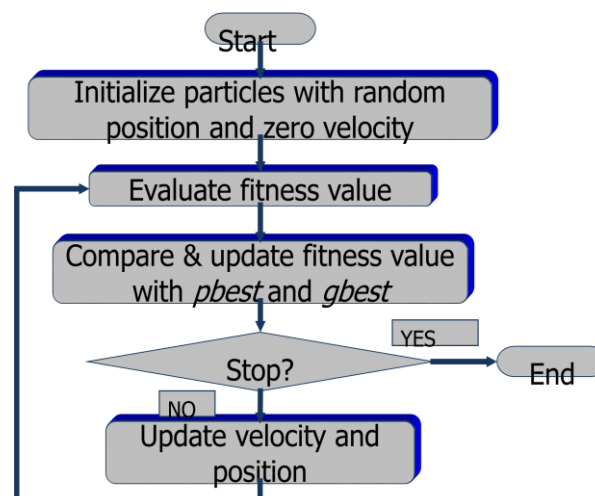 Start
Initialize particles with random
position and zero velocity
Evaluate fitness value
Compare & update fitness value
with pbest and gbest
YES
Stop?
End
NO
Update velocity and
position